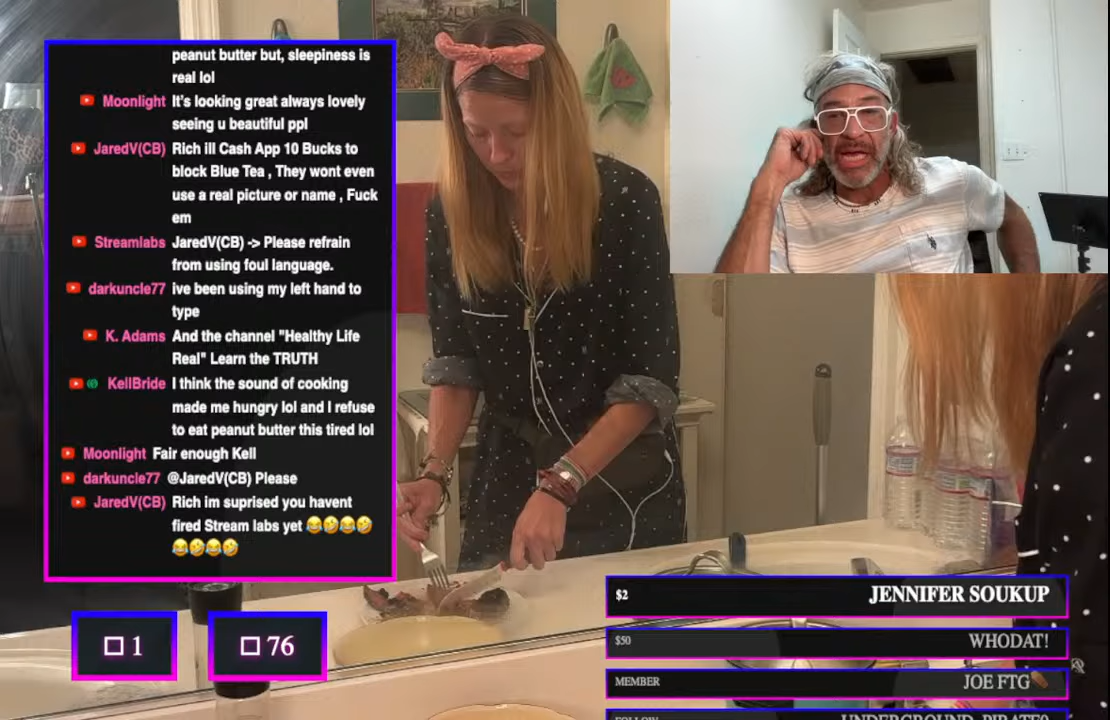 peanut butter but, sleepiness is
real lol
Moonlight It's looking great always lovely
seeing u beautiful ppl
JaredV(CB) Rich ill Cash App 10 Bucks to
block Blue Tea , They wont even
use a real picture or name , Fuck
em
Streamlabs JaredV(CB) -> Please refrain
from using foul language.
darkuncle77 ive been using my left hand to
type
K. Adams And the channel "Healthy Life
Real" Learn the TRUTH
KellBride I think the sound of cooking
made me hungry lol and I refuse
to eat peanut butter this tired lol
Moonlight Fair enough Kell
darkuncle77 @JaredV(CB) Please
JaredV(CB) Rich im suprised you havent
fired Stream labs yet 😂🤣😂🤣
😂🤣😂🤣
1
76
$2 JENNIFER SOUKUP
$50 WHODAT!
MEMBER JOE FTG